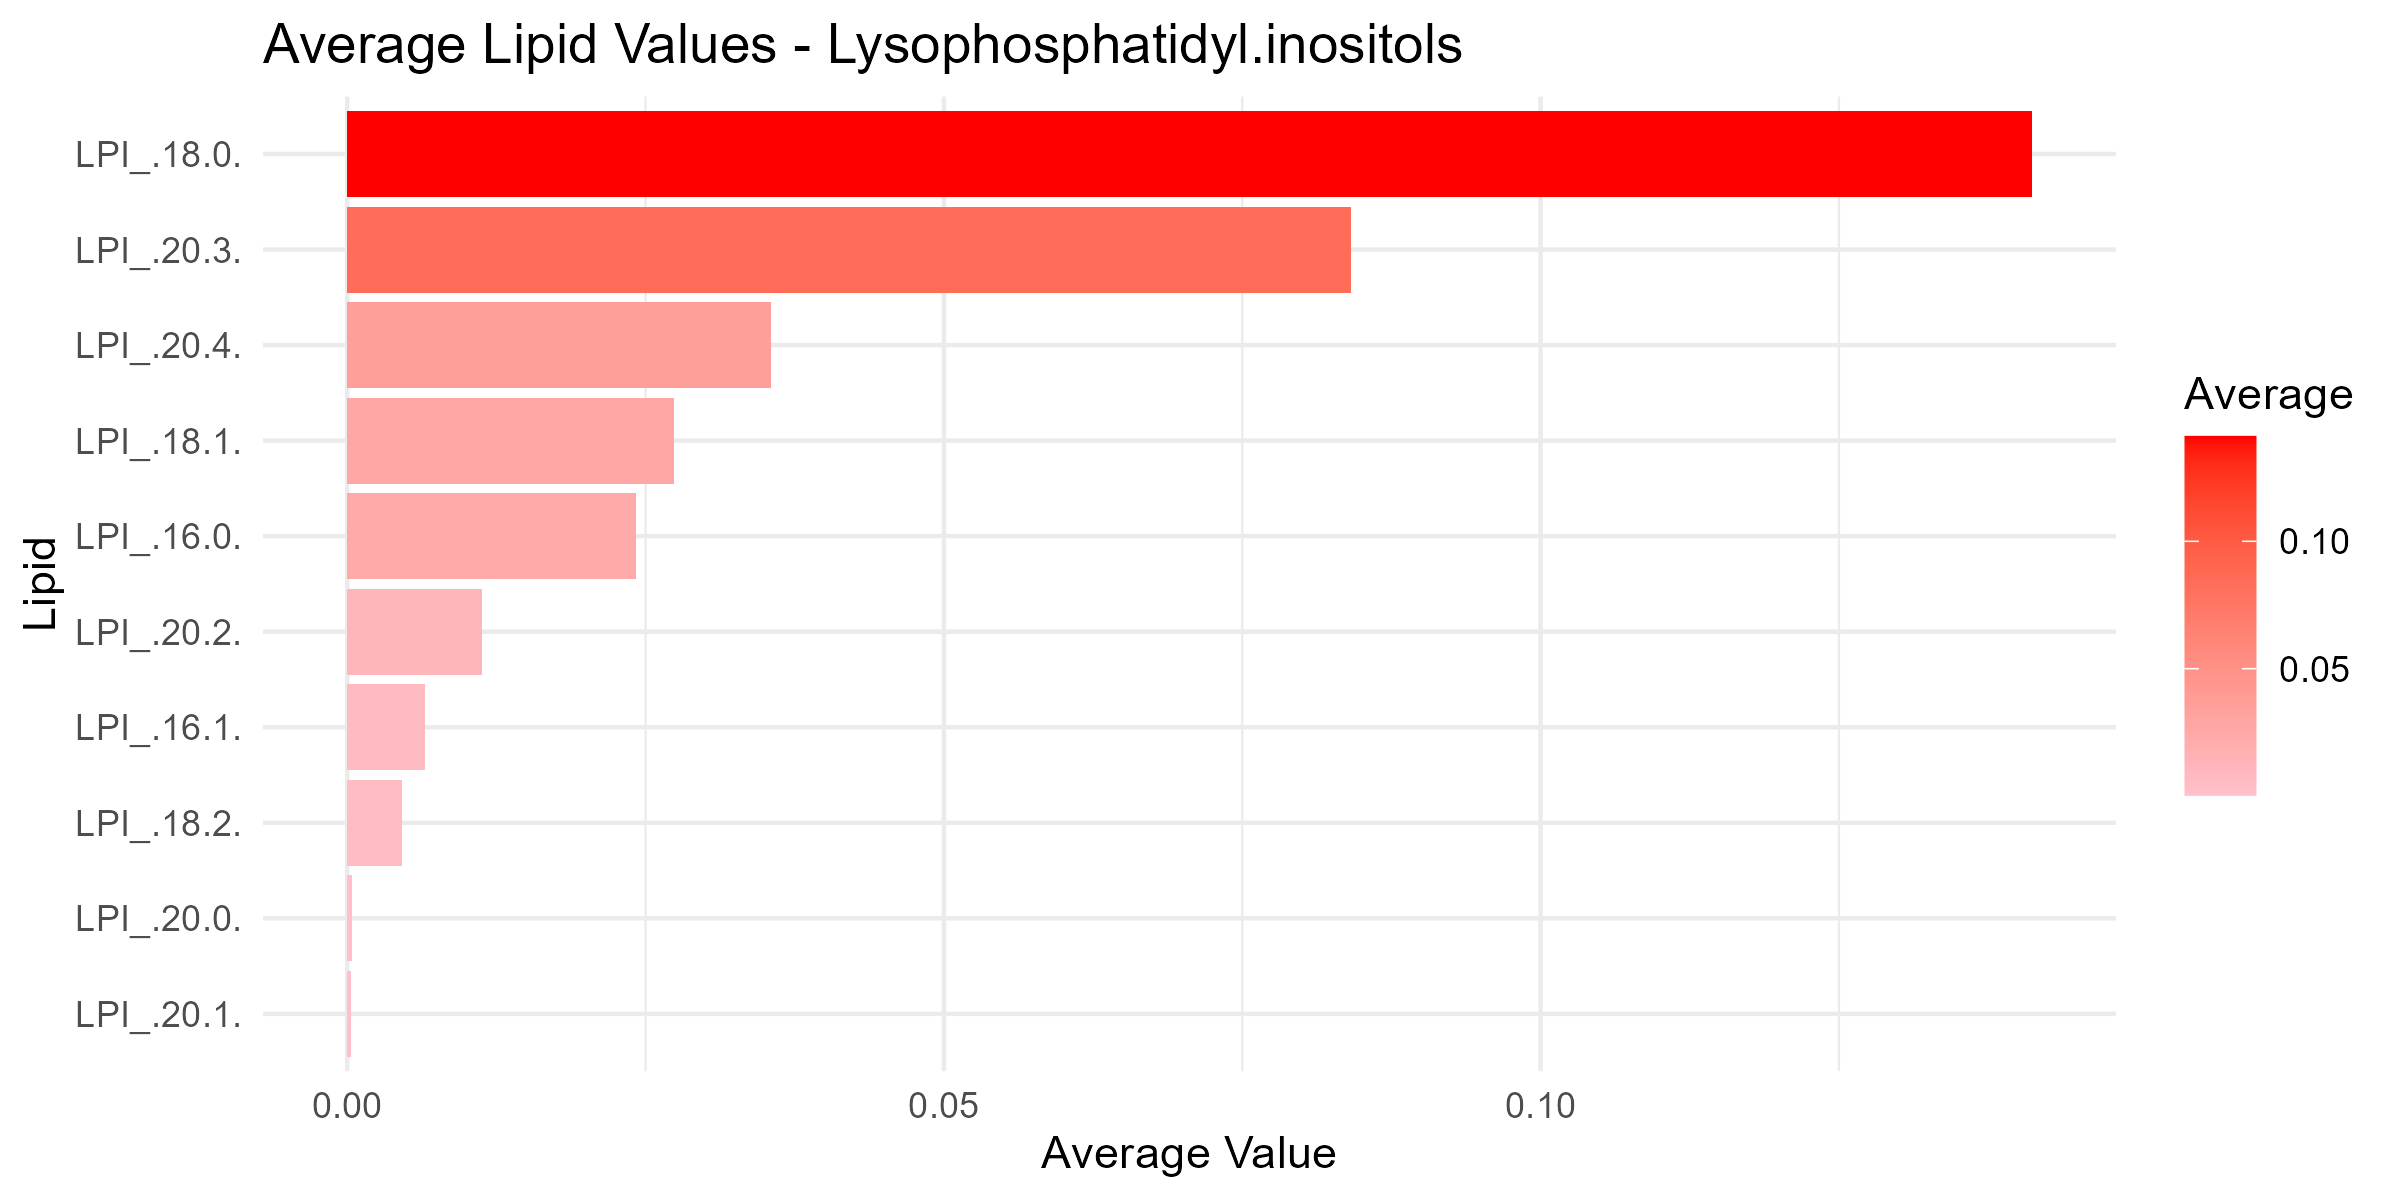 Average Lipid Values - Lysophosphatidyl.inositols
LPI_.18.0.
LPI_.20.3.
LPI_.20.4.
LPI_.18.1.
LPI_.16.0.
LPI_.20.2.
LPI_.16.1.
LPI_.18.2.
LPI_.20.0.
LPI_.20.1.
Lipid
0.00
0.05
0.10
Average Value
Average
0.10
0.05